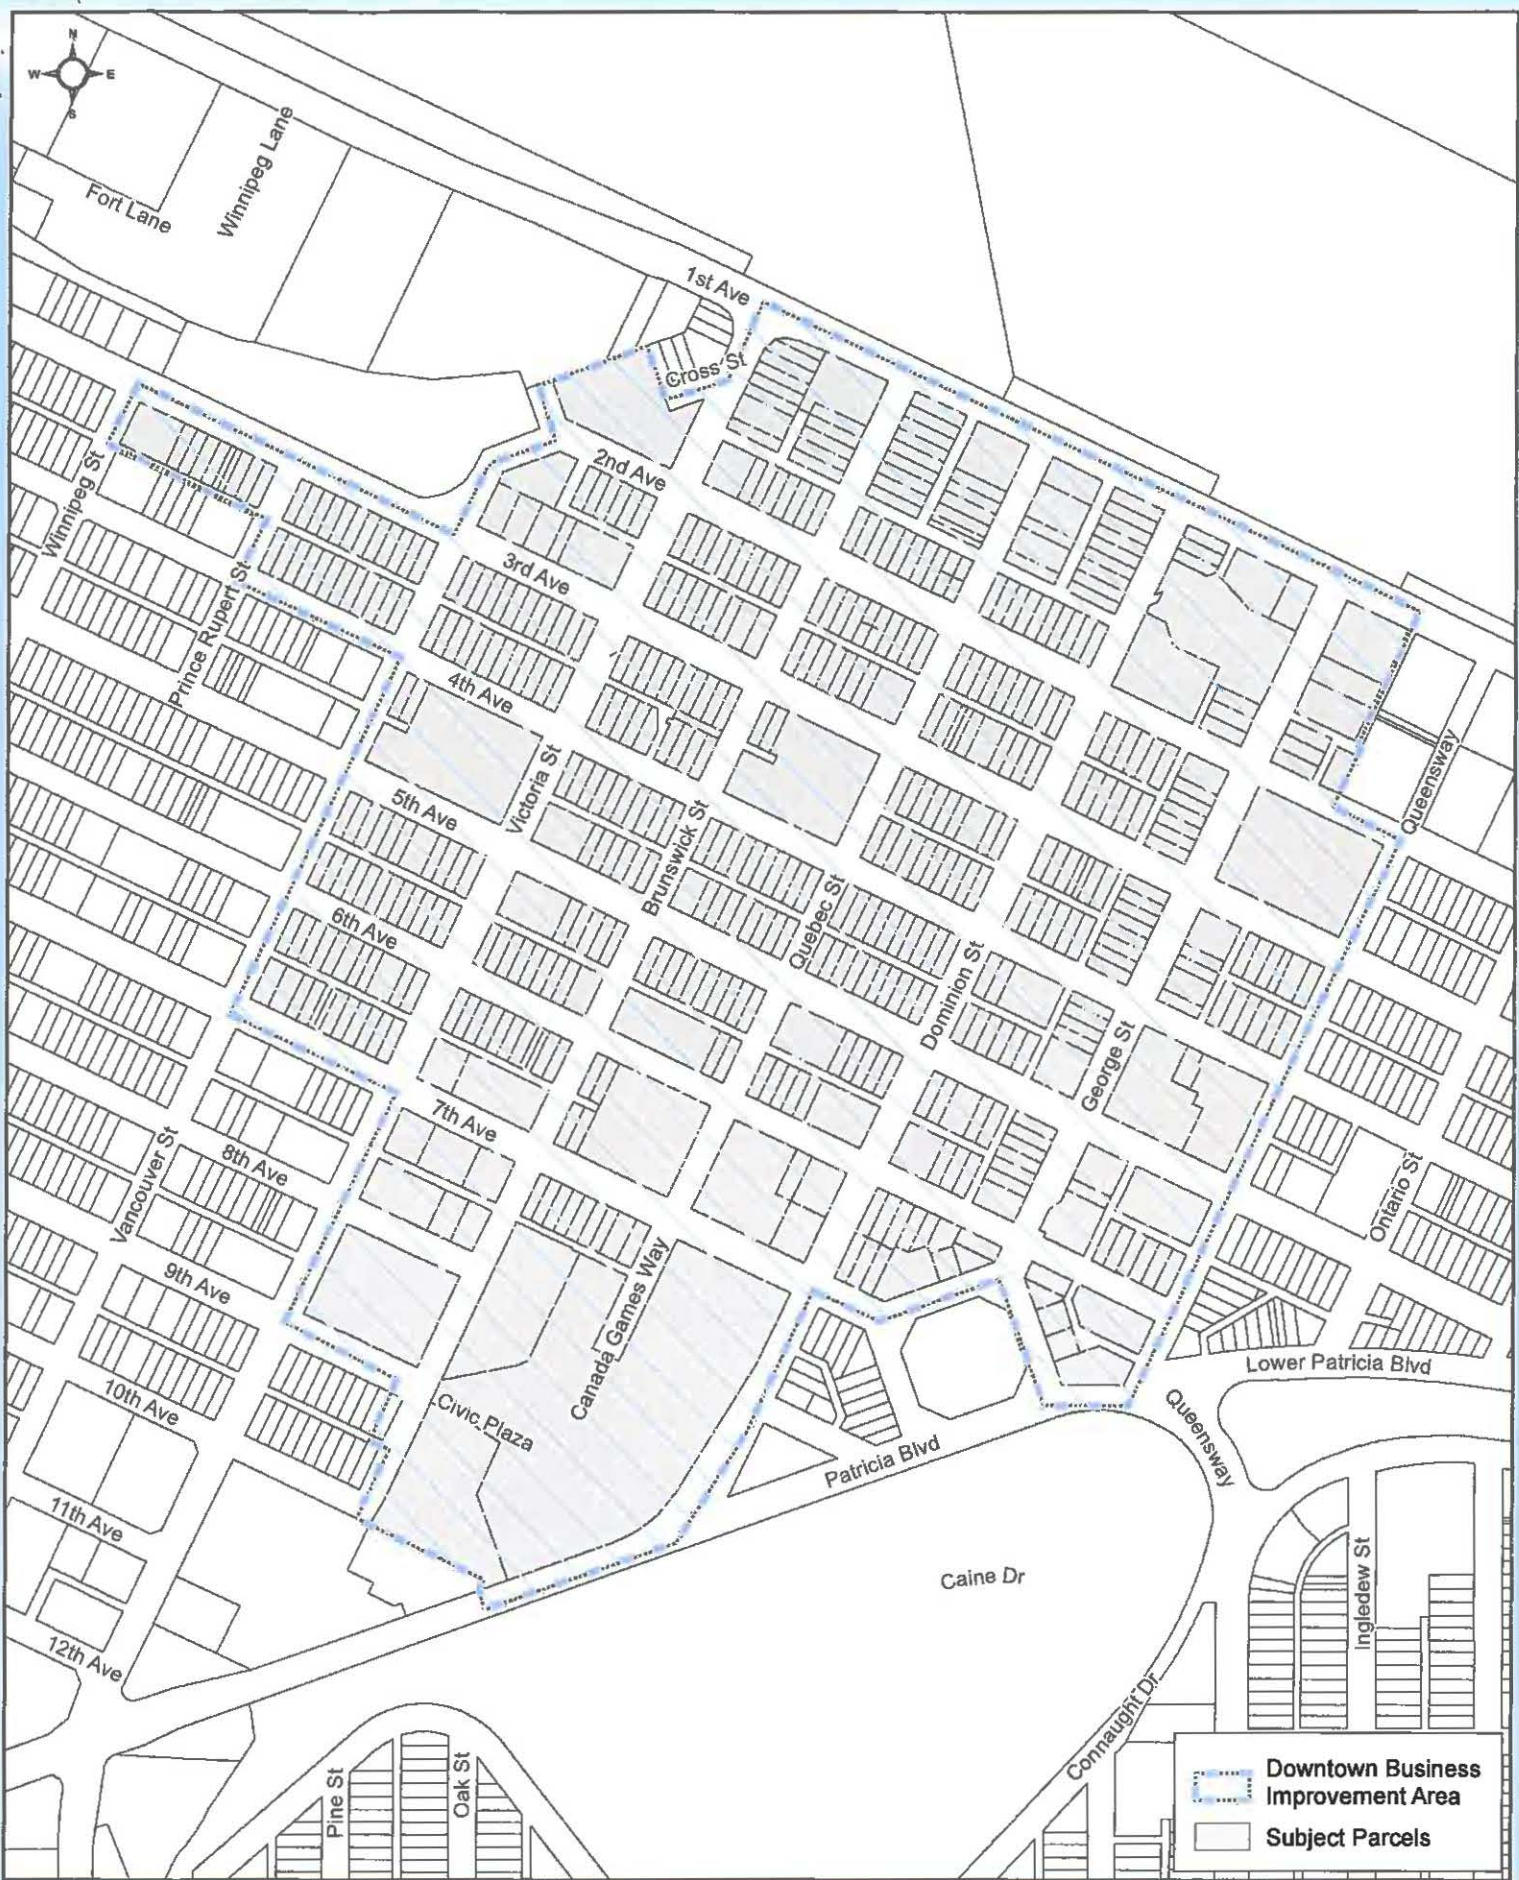 N
W E
S
Winnipeg Lane
Fort Lane
1st Ave
Cross St
2nd Ave
Winnipeg St
3rd Ave
Prince Rupert St
4th Ave
Victoria St
Queensway
5th Ave
Brunswick St
Quebec St
6th Ave
Dominion St
George St
7th Ave
Vancouver St
8th Ave
Ontario St
9th Ave
Canada Games Way
Lower Patricia Blvd
10th Ave
Civic Plaza
Queensway
Patricia Blvd
11th Ave
Caine Dr
Ingledew St
12th Ave
Connaught Dr
Pine St
Oak St
Downtown Business
Improvement Area
Subject Parcels